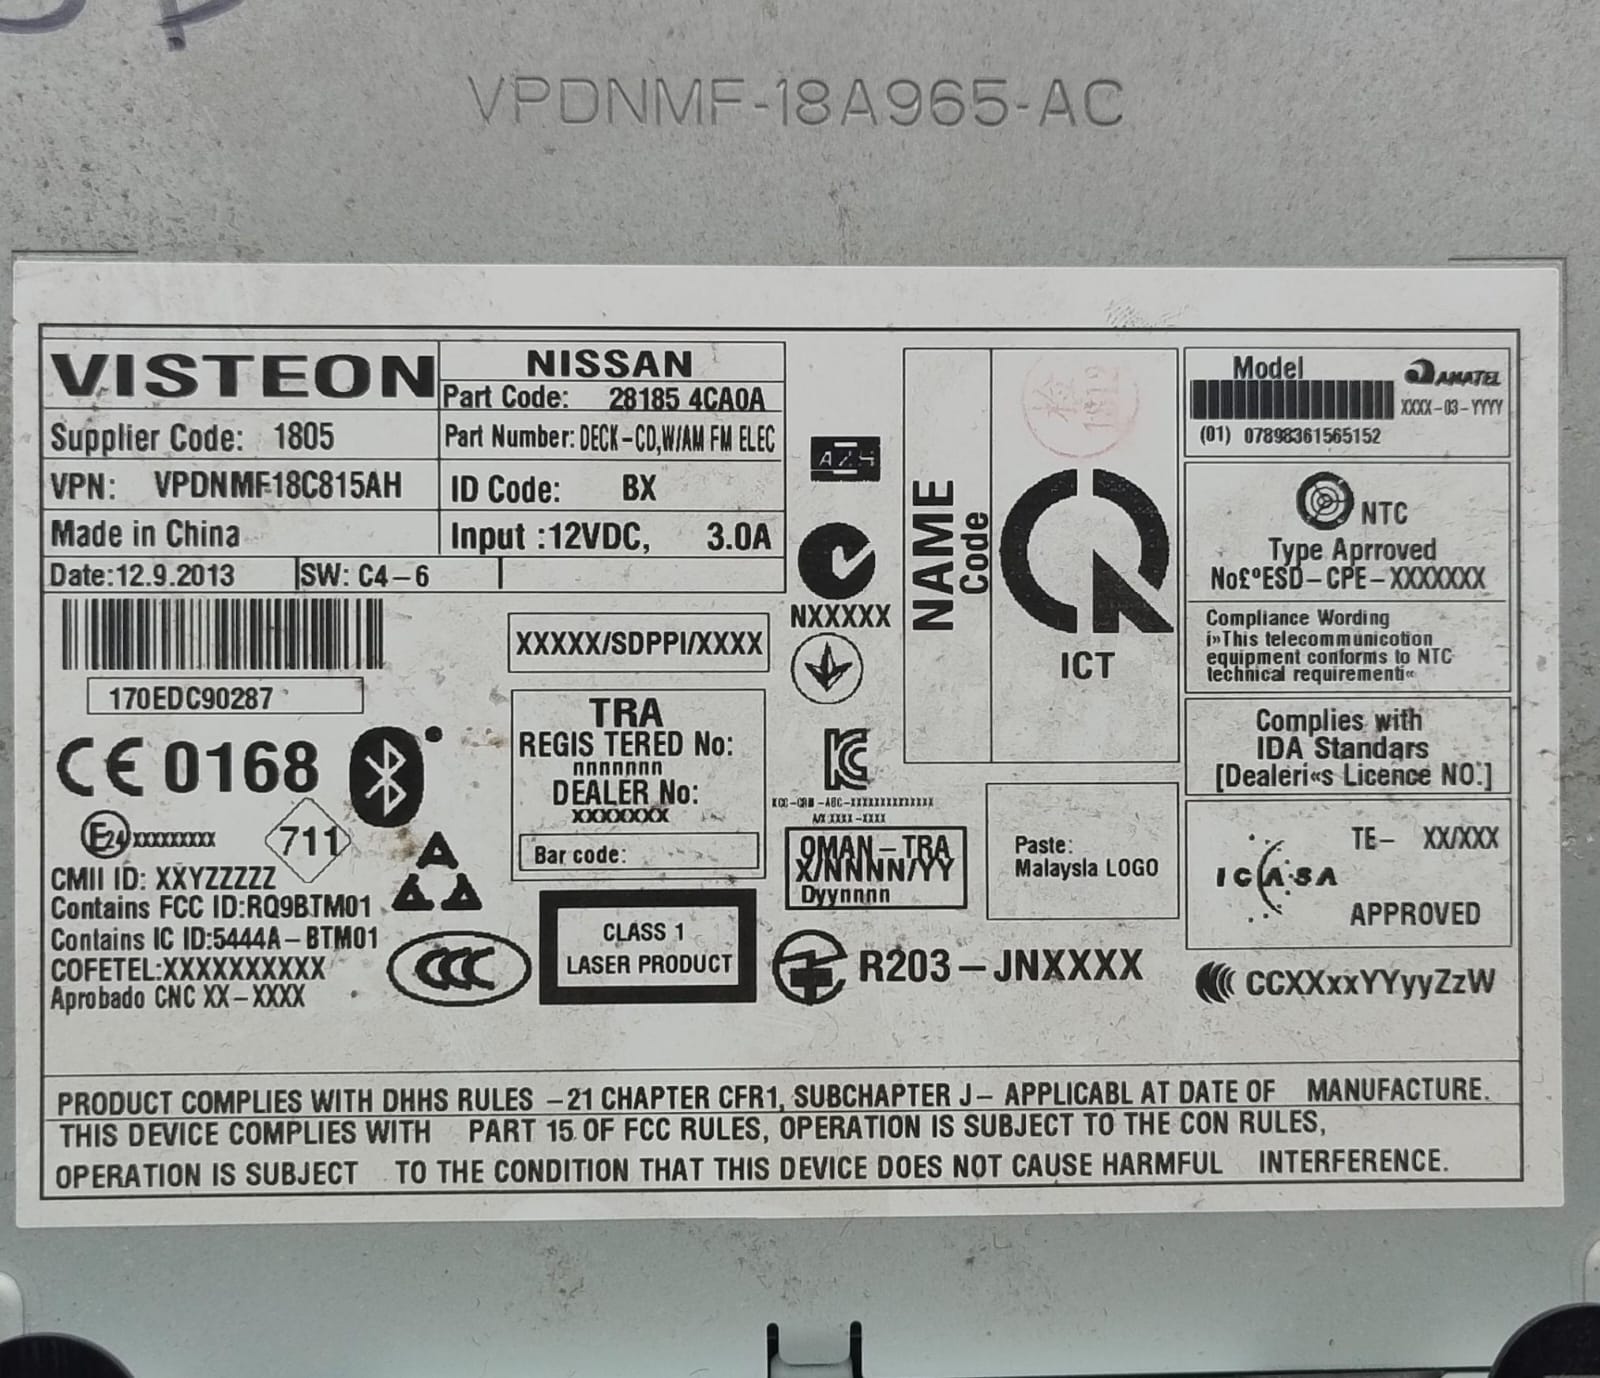 VPDNMF-18A965-AC
VISTEON
NISSAN
Part Code: 28185 4CA0A
Supplier Code: 1805
Part Number: DECK-CD,W/AM FM ELEC
VPN: VPDNMF18C815AH
ID Code: BX
Made in China
Input :12VDC, 3.0A
Date:12.9.2013
SW: C4-6
170EDC90287
CE 0168
E24 xxxxxxxxx
711
CMII ID: XXYZZZZZ
Contains FCC ID:RQ9BTM01
Contains IC ID:5444A-BTM01
COFETEL:XXXXXXXXXX
Aprobado CNC XX-XXXX
XXXXX/SDPPI/XXXX
TRA
REGIS TERED No:
nnnnnnn
DEALER No:
XXXXXXX
Bar code:
CCC
CLASS 1
LASER PRODUCT
NXXXXX
OMAN-TRA
X/NNNN/YY
Dyynnnn
R203-JNXXXX
NAME
Code
ICT
Paste:
Malaysla LOGO
Model
ANATEL
XXXX-03-YYYY
(01) 07898361565152
NTC
Type Aprroved
No£ºESD-CPE-XXXXXXX
Compliance Wording
i»This telecommunication
equipment conforms to NTC
technical requirementi«
Complies with
IDA Standars
[Dealeri«s Licence NO.]
TE- XX/XXX
ICASA
APPROVED
CCXXxxYYyyZzW
PRODUCT COMPLIES WITH DHHS RULES -21 CHAPTER CFR1, SUBCHAPTER J- APPLICABL AT DATE OF MANUFACTURE.
THIS DEVICE COMPLIES WITH PART 15 OF FCC RULES, OPERATION IS SUBJECT TO THE CON RULES,
OPERATION IS SUBJECT TO THE CONDITION THAT THIS DEVICE DOES NOT CAUSE HARMFUL INTERFERENCE.